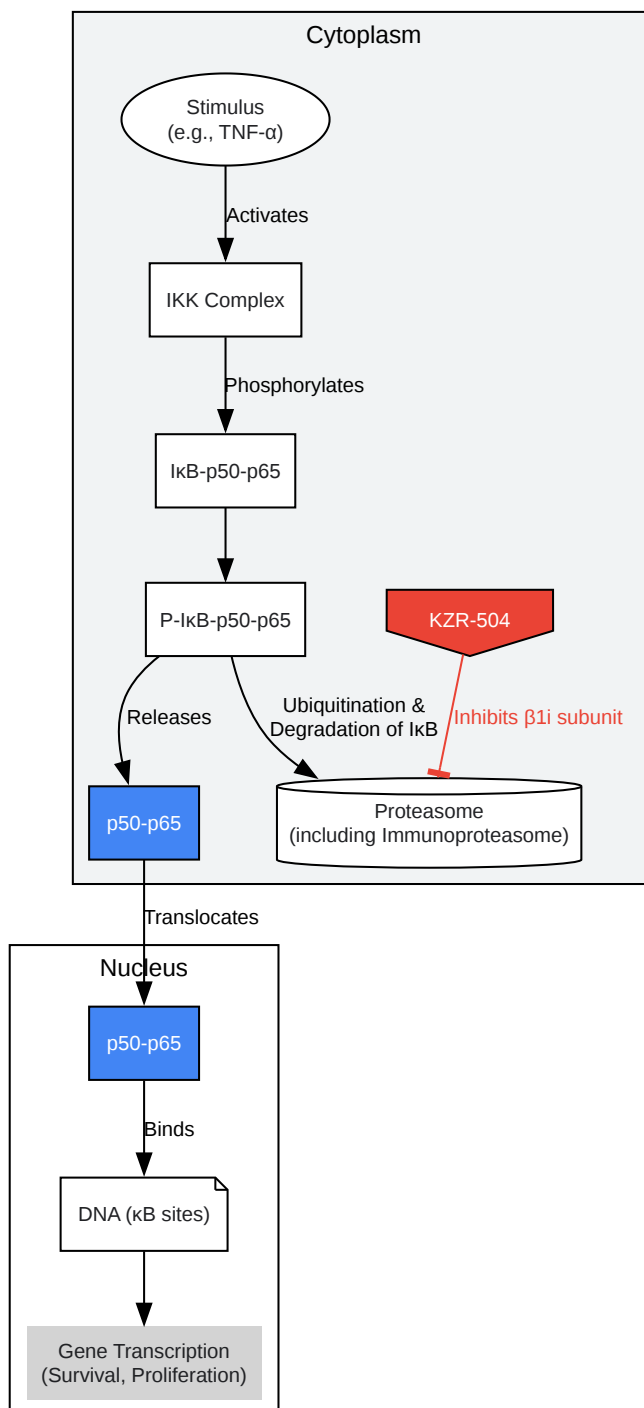 Cytoplasm
Stimulus
(e.g., TNF-α)
Activates
IKK Complex
Phosphorylates
IκB-p50-p65
P-IκB-p50-p65
KZR-504
Releases
Ubiquitination &
Degradation of IκB
Inhibits β1i subunit
p50-p65
Proteasome
(including Immunoproteasome)
Translocates
Nucleus
p50-p65
Binds
DNA (κB sites)
Gene Transcription
(Survival, Proliferation)